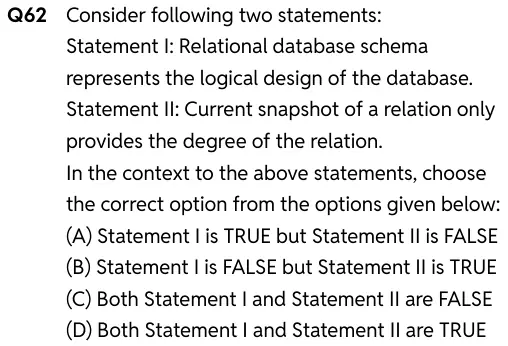 Q62 Consider following two statements:
Statement I: Relational database schema
represents the logical design of the database.
Statement II: Current snapshot of a relation only
provides the degree of the relation.
In the context to the above statements, choose
the correct option from the options given below:
(A) Statement I is TRUE but Statement II is FALSE
(B) Statement I is FALSE but Statement II is TRUE
(C) Both Statement I and Statement II are FALSE
(D) Both Statement I and Statement II are TRUE